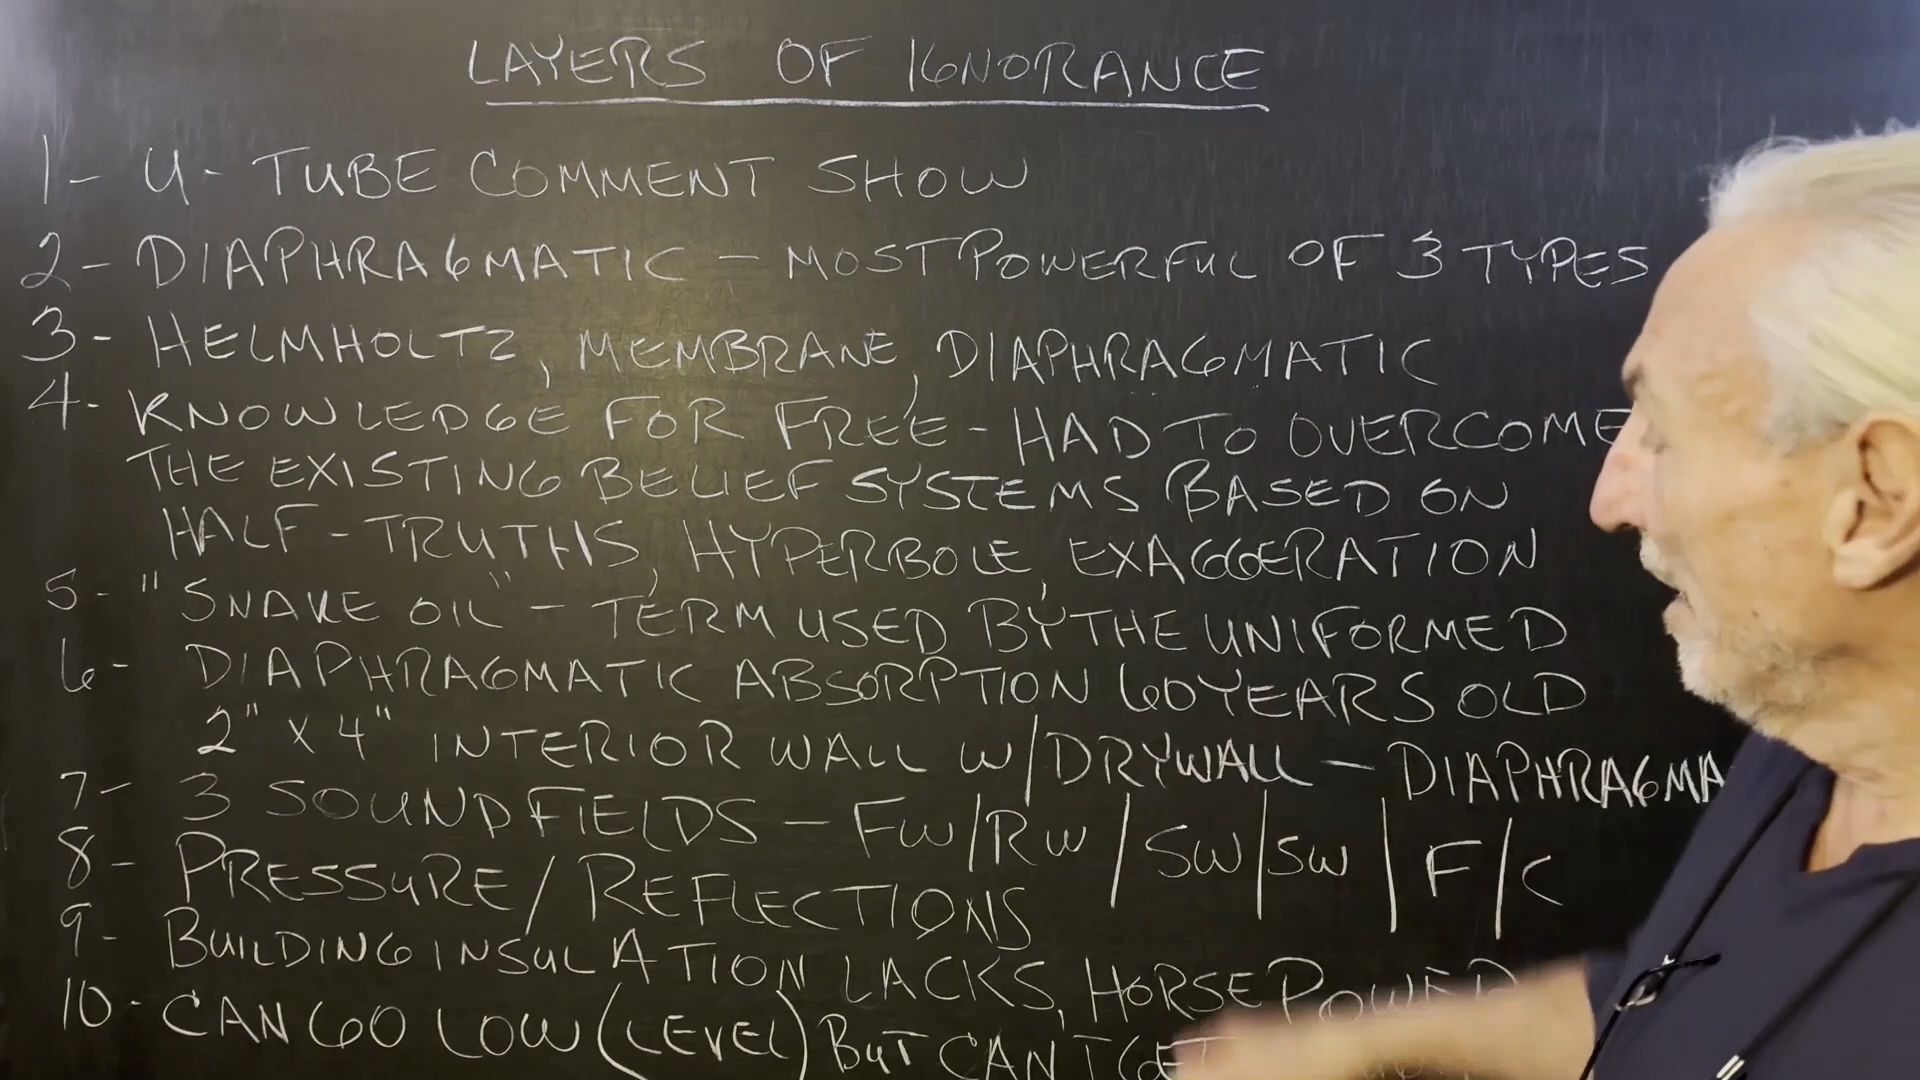 LAYERS OF IGNORANCE
1- U-TUBE COMMENT SHOW
2- DIAPHRAGMATIC - MOST POWERFUL OF 3 TYPES
3- HELMHOLTZ, MEMBRANE, DIAPHRAGMATIC
4- KNOWLEDGE FOR FREE - HAD TO OVERCOME
THE EXISTING BELIEF SYSTEMS BASED ON
HALF-TRUTHS, HYPERBOLE, EXAGGERATION
5- "SNAKE OIL" - TERM USED BY THE UNIFORMED
6- DIAPHRAGMATIC ABSORPTION 60 YEARS OLD
2" X 4" INTERIOR WALL W/DRYWALL - DIAPHRAGMA
7- 3 SOUND FIELDS - FW/RW | SW/SW | F/C
8- PRESSURE/REFLECTIONS
9- BUILDING INSULATION LACKS, HORSEPOWER
10- CAN GO LOW (LEVEL) BUT CAN'T GET